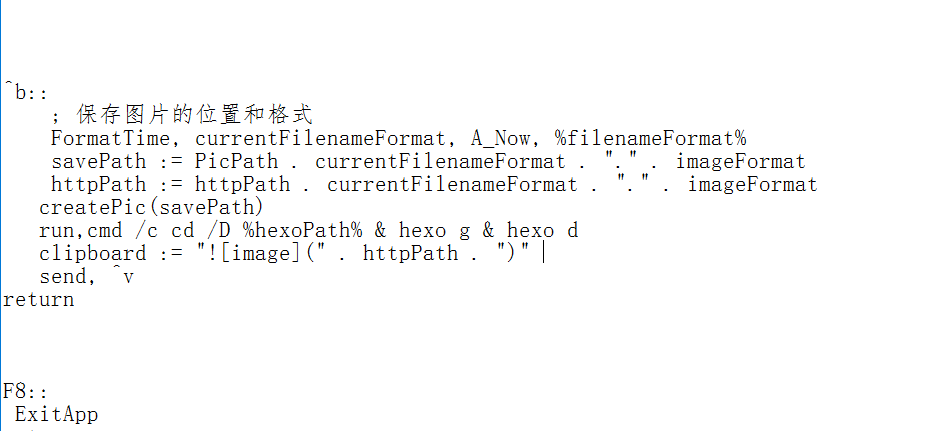 ^b::
; 保存图片的位置和格式
FormatTime, currentFilenameFormat, A_Now, %filenameFormat%
savePath := PicPath . currentFilenameFormat . "." . imageFormat
httpPath := httpPath . currentFilenameFormat . "." . imageFormat
createPic(savePath)
run,cmd /c cd /D %hexoPath% & hexo g & hexo d
clipboard := "![image](" . httpPath . ")"
send, ^v
return
F8::
ExitApp